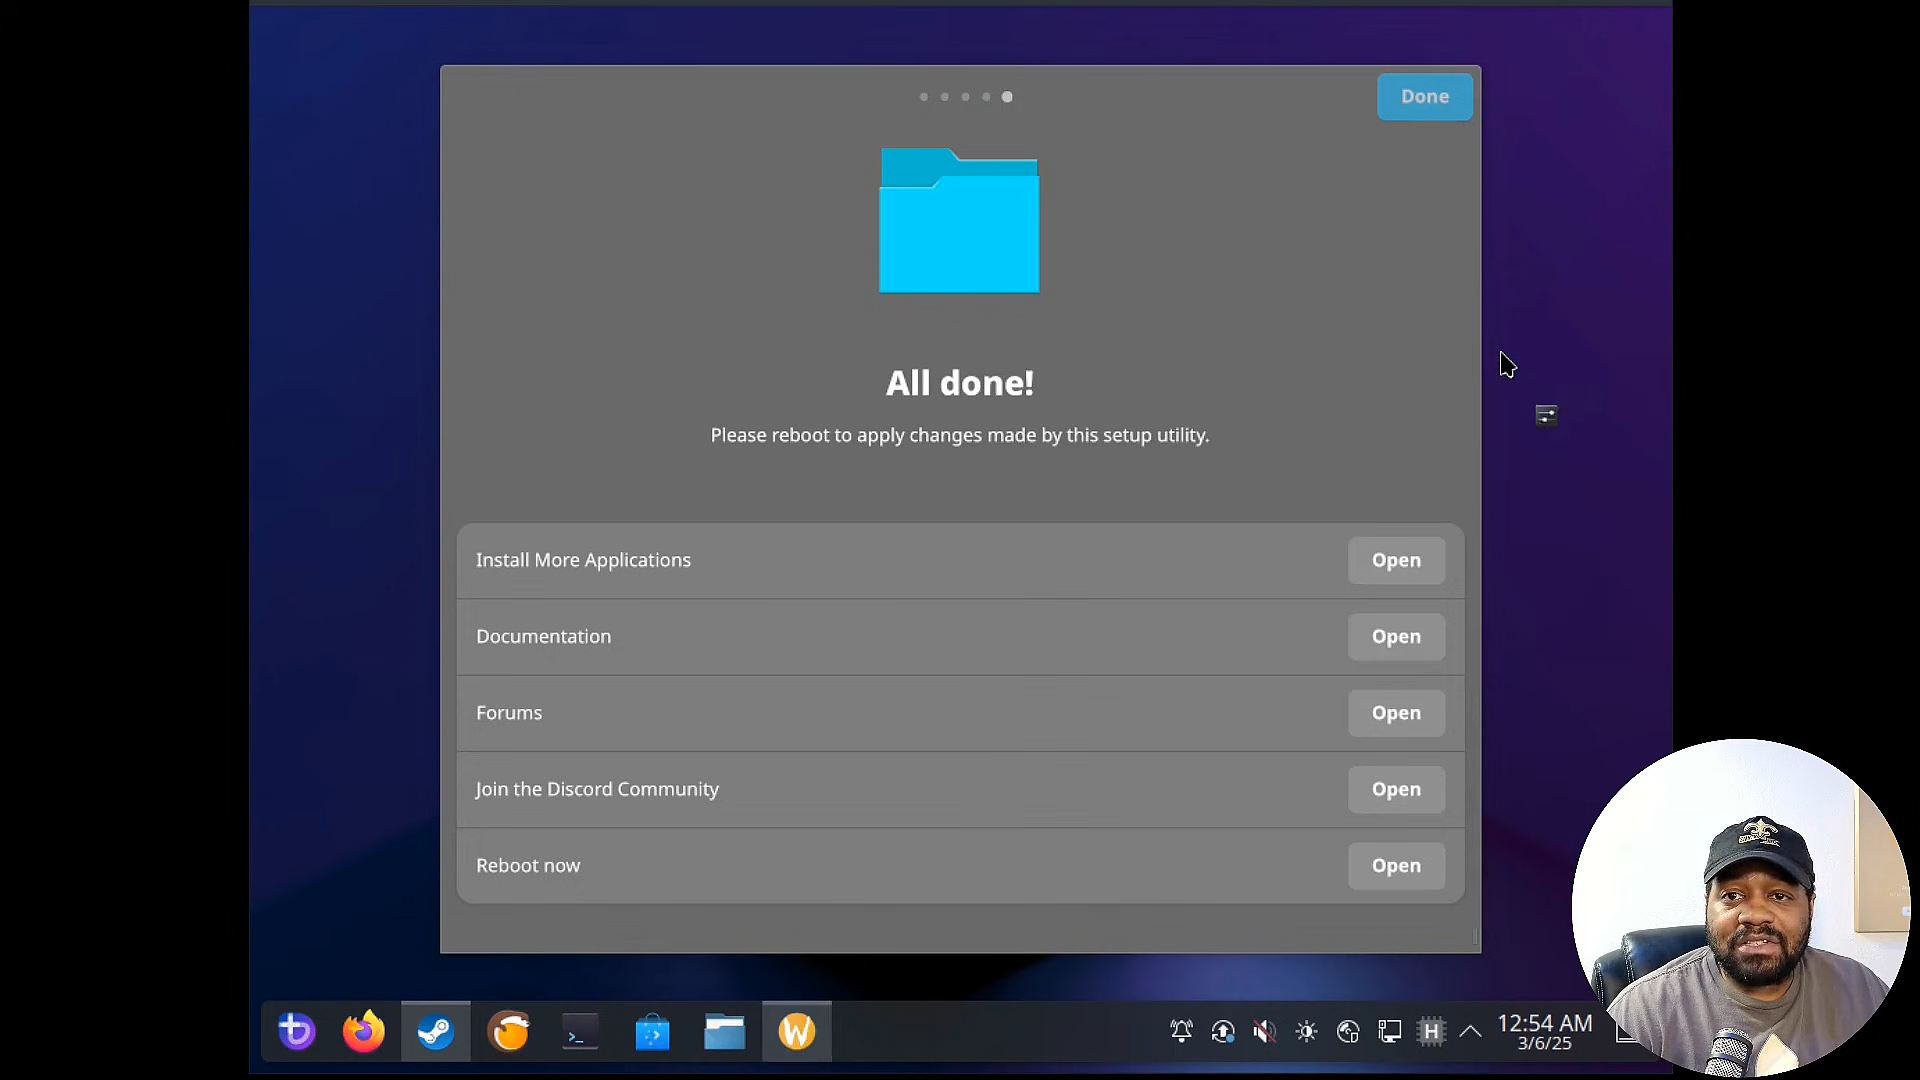 Done
All done!
Please reboot to apply changes made by this setup utility.
Install More Applications Open
Documentation Open
Forums Open
Join the Discord Community Open
Reboot now Open
W
H
12:54 AM
3/6/25